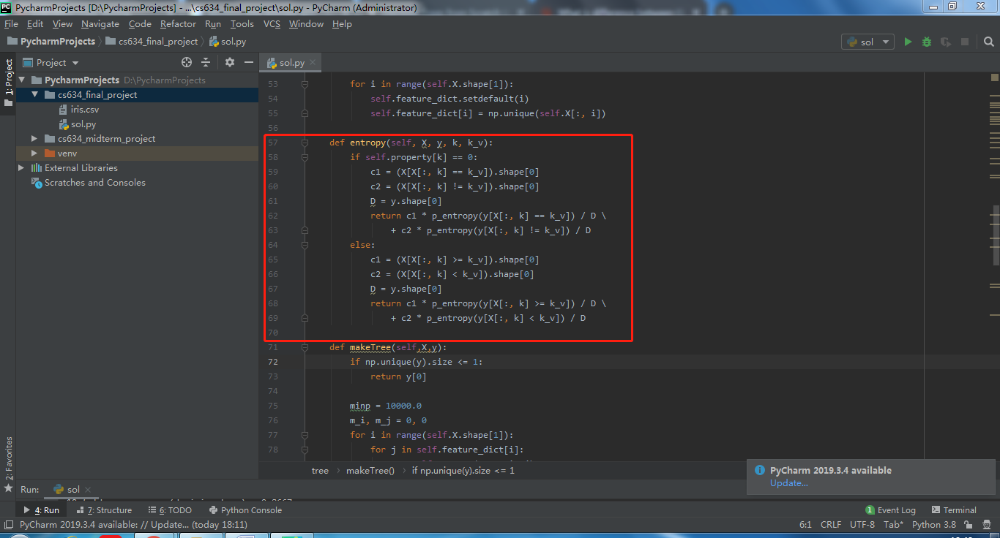 PycharmProjects [D:\PycharmProjects] - ...\cs634_final_project\sol.py - PyCharm (Administrator)
File Edit View Navigate Code Refactor Run Tools VCS Window Help
PycharmProjects cs634_final_project sol.py
sol
1: Project
Project
sol.py
PycharmProjects D:\PycharmProjects
cs634_final_project
iris.csv
sol.py
cs634_midterm_project
venv
External Libraries
Scratches and Consoles
53 for i in range(self.X.shape[1]):
54 self.feature_dict.setdefault(i)
55 self.feature_dict[i] = np.unique(self.X[:, i])
56
57 def entropy(self, X, y, k, k_v):
58 if self.property[k] == 0:
59 c1 = (X[X[:, k] == k_v]).shape[0]
60 c2 = (X[X[:, k] != k_v]).shape[0]
61 D = y.shape[0]
62 return c1 * p_entropy(y[X[:, k] == k_v]) / D \
63 + c2 * p_entropy(y[X[:, k] != k_v]) / D
64 else:
65 c1 = (X[X[:, k] >= k_v]).shape[0]
66 c2 = (X[X[:, k] < k_v]).shape[0]
67 D = y.shape[0]
68 return c1 * p_entropy(y[X[:, k] >= k_v]) / D \
69 + c2 * p_entropy(y[X[:, k] < k_v]) / D
70
71 def makeTree(self,X,y):
72 if np.unique(y).size <= 1:
73 return y[0]
74
75 minp = 10000.0
76 m_i, m_j = 0, 0
77 for i in range(self.X.shape[1]):
78 for j in self.feature_dict[i]:
tree makeTree() if np.unique(y).size <= 1
2: Favorites
PyCharm 2019.3.4 available
Update...
Run: sol
4: Run 7: Structure 6: TODO Python Console
1 Event Log Terminal
PyCharm 2019.3.4 available: // Update... (today 18:11)
6:1 CRLF UTF-8 Tab* Python 3.8